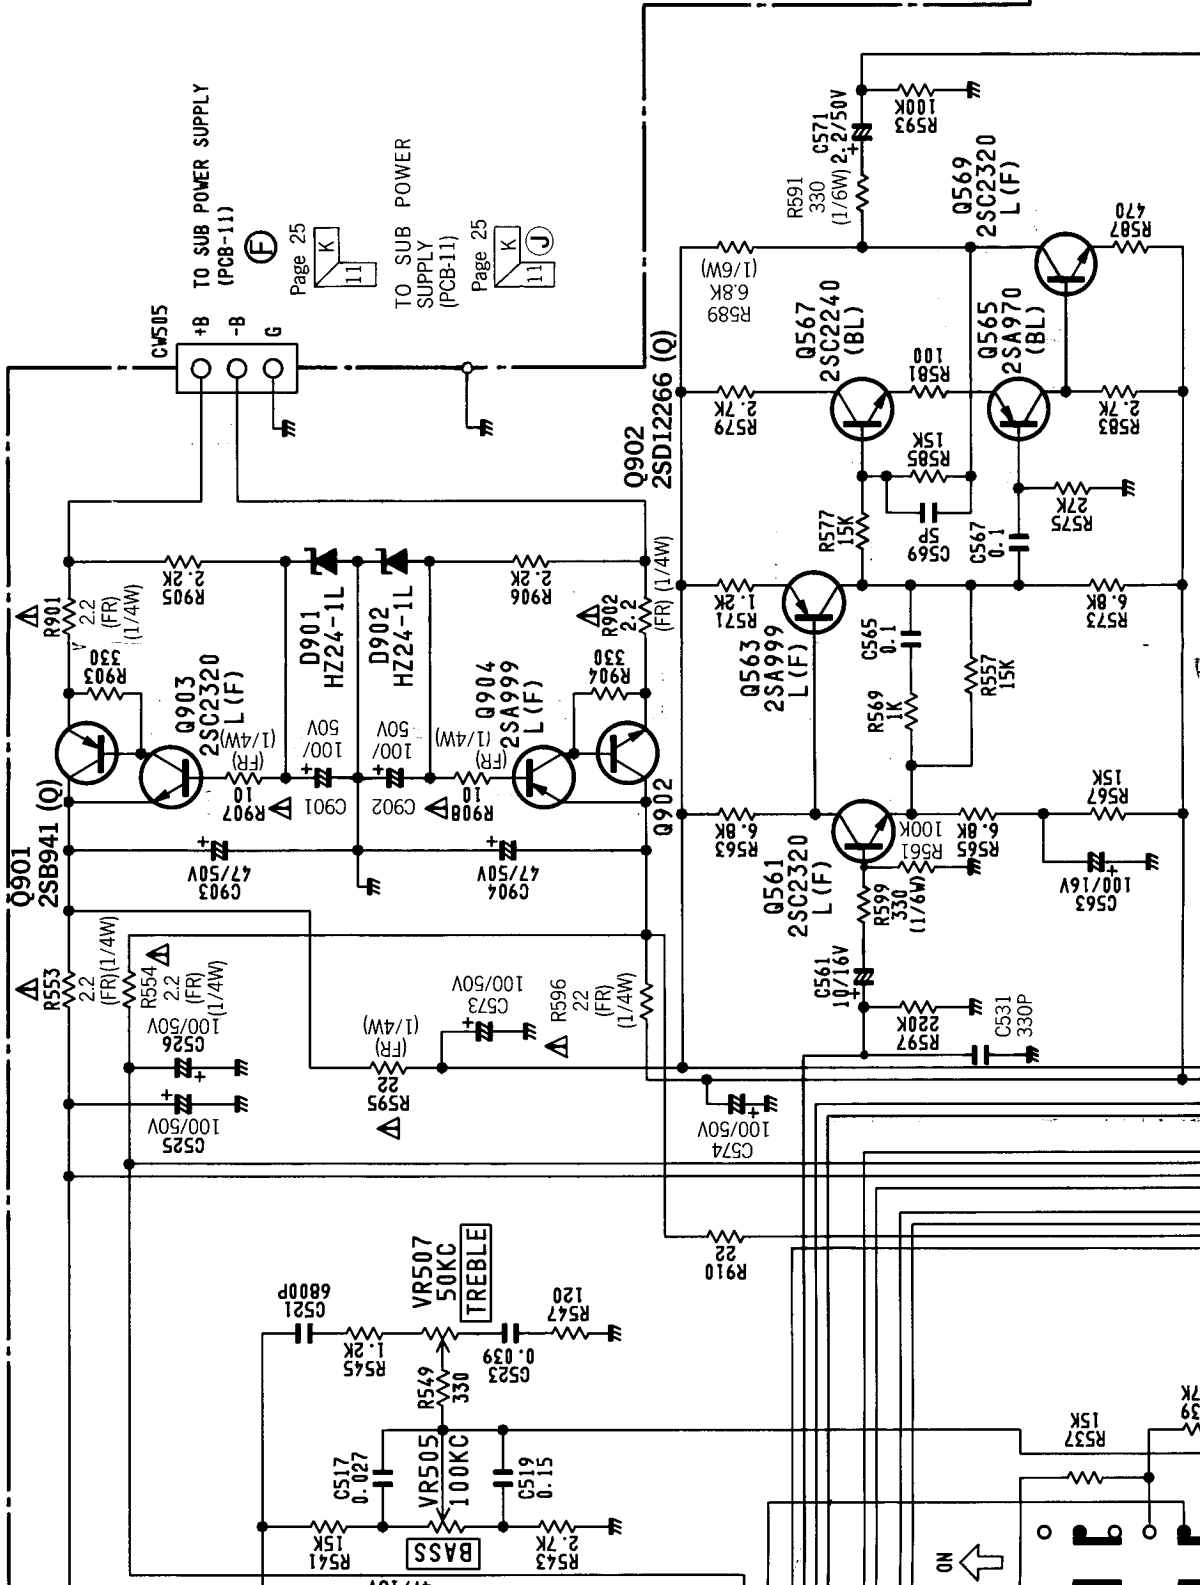 CW505
+B
-B
G
TO SUB POWER SUPPLY
(PCB-11)
F
Page 25
K
11
TO SUB POWER
SUPPLY
(PCB-11)
Page 25
K
11
J
Q902
2SD12266 (Q)
R591
330
(1/6W)
C571
2.2/50V
+
100K
R593
Q569
2SC2320
L(F)
470
R587
(1/6W)
6.8K
R589
Q567
2SC2240
(BL)
100
R581
Q565
2SA970
(BL)
2.7K
R579
2.7K
R583
15K
R585
R577
15K
5P
C569
C567
0.1
27K
R575
1.2K
R571
Q563
2SA999
L(F)
C565
0.1
6.8K
R573
R569
1K
R557
15K
R901
2.2
(FR)
(1/4W)
2.2K
R905
D901
HZ24-1L
D902
HZ24-1L
2.2K
R906
R902
2.2
(FR)
(1/4W)
330
R903
Q903
2SC2320
L(F)
(1/4W)
(FR)
10
R907
50V
100/
+
C901
50V
100/
+
C902
(1/4W)
(FR)
10
R908
Q904
2SA999
L(F)
330
R904
Q902
Q901
2SB941 (Q)
+
47/50V
C903
+
47/50V
C904
6.8K
R563
Q561
2SC2320
L(F)
100K
R561
6.8K
R565
15K
R567
R599
330
(1/6W)
+
100/16V
C563
C561
10/16V
+
220K
R597
C531
330P
R553
2.2
(FR)
(1/4W)
R554
2.2
(FR)
(1/4W)
100/50V
C526
+
+
100/50V
C525
(1/4W)
(FR)
22
R595
100/50V
C573
+
R596
22
(FR)
(1/4W)
+
100/50V
C574
22
R910
6800P
C521
1.2K
R545
VR507
50KC
TREBLE
0.039
C523
120
R547
R549
330
C517
0.027
VR505
100KC
C519
0.15
15K
R541
BASS
2.7K
R543
15K
R537
ON